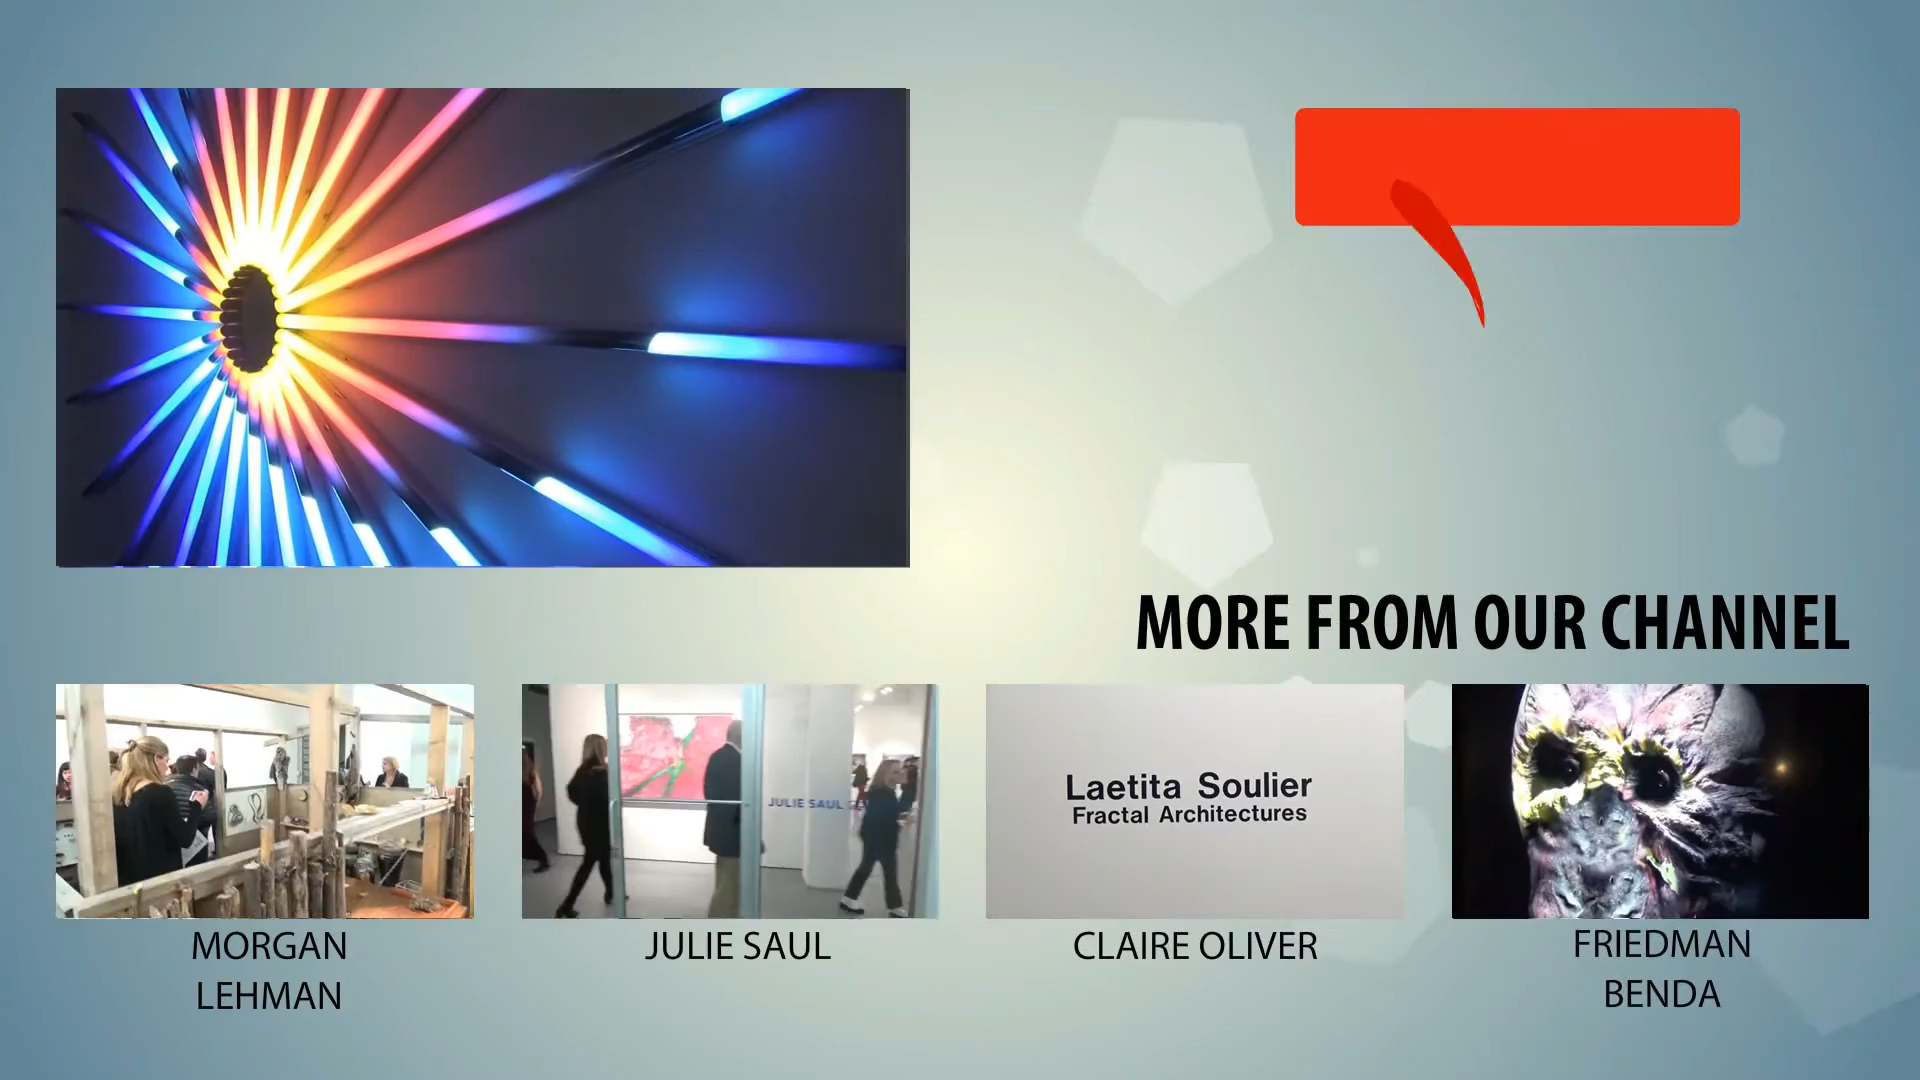 MORE FROM OUR CHANNEL
JULIE SAUL
Laetita Soulier
Fractal Architectures
MORGAN
LEHMAN
JULIE SAUL
CLAIRE OLIVER
FRIEDMAN
BENDA